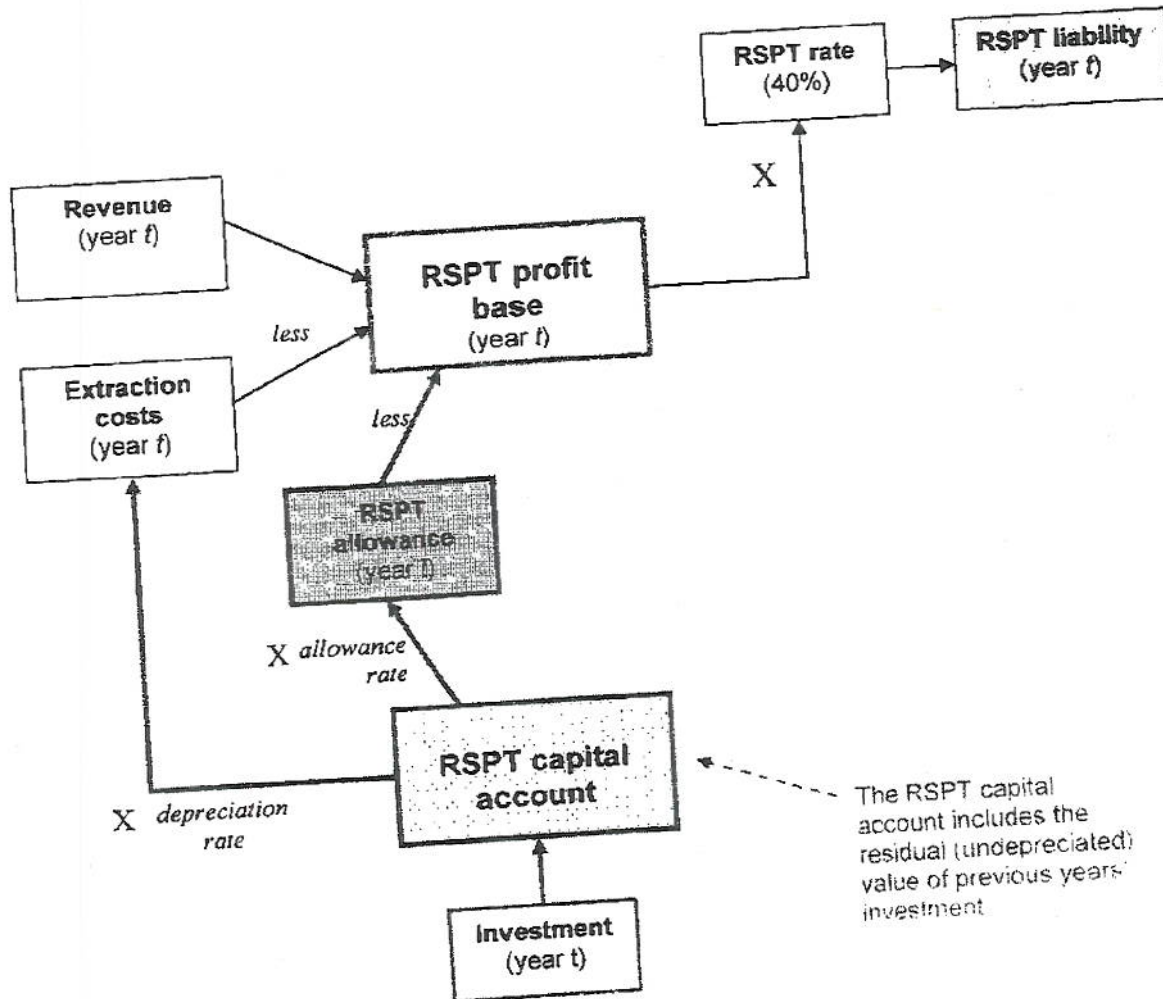 RSPT rate
(40%)
RSPT liability
(year t)
X
Revenue
(year t)
RSPT profit
base
(year t)
less
Extraction
costs
(year t)
less
RSPT
allowance
(year t)
X allowance
rate
RSPT capital
account
X depreciation
rate
The RSPT capital
account includes the
residual (undepreciated)
value of previous years'
investment
Investment
(year t)